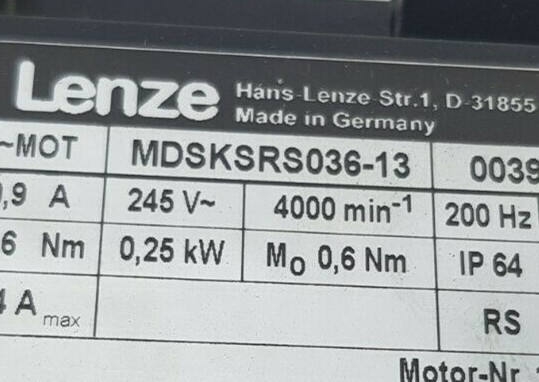 Lenze Hans-Lenze-Str.1, D-31855
Made in Germany
~MOT MDSKSRS036-13 0039
,9 A 245 V~ 4000 min⁻¹ 200 Hz
6 Nm 0,25 kW M₀ 0,6 Nm IP 64
A max RS
Motor-Nr